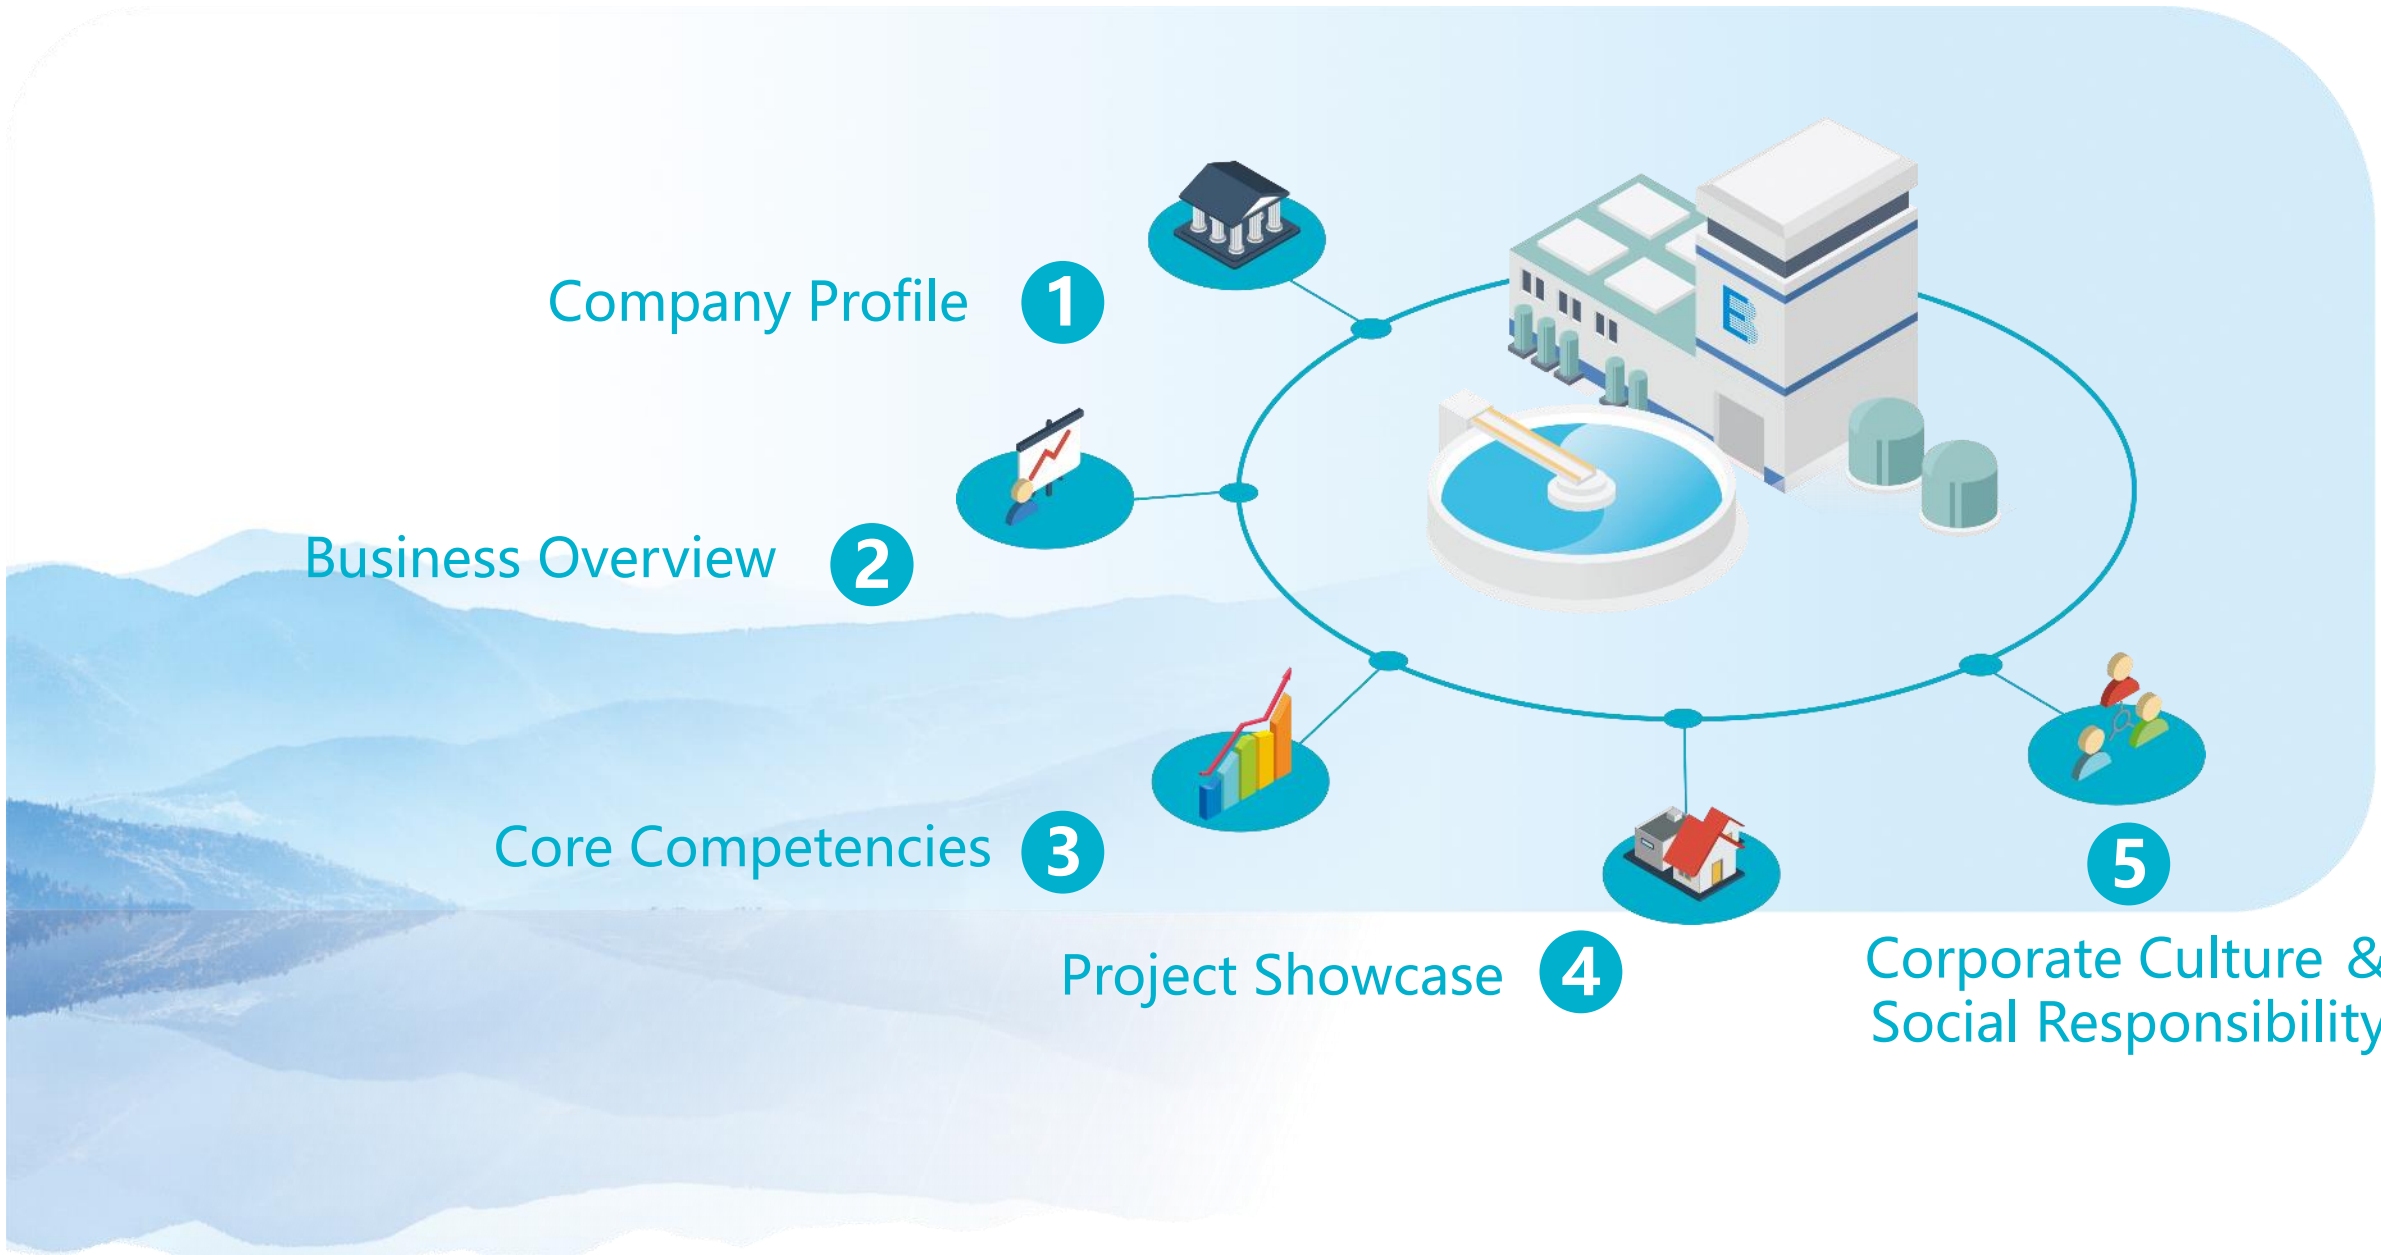 Company Profile 1
Business Overview 2
Core Competencies 3
Project Showcase 4
5
Corporate Culture &
Social Responsibility
E